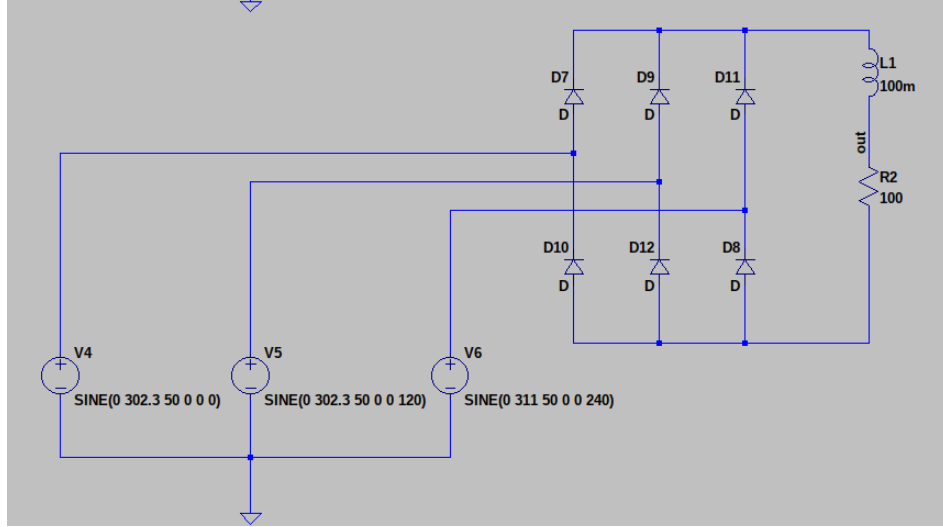 L1
D7
D9
D11
100m
D
D
D
out
R2
100
D10
D12
D8
D
D
D
V4
V5
V6
SINE(0 302.3 50 0 0 0)
SINE(0 302.3 50 0 0 120)
SINE(0 311 50 0 0 240)